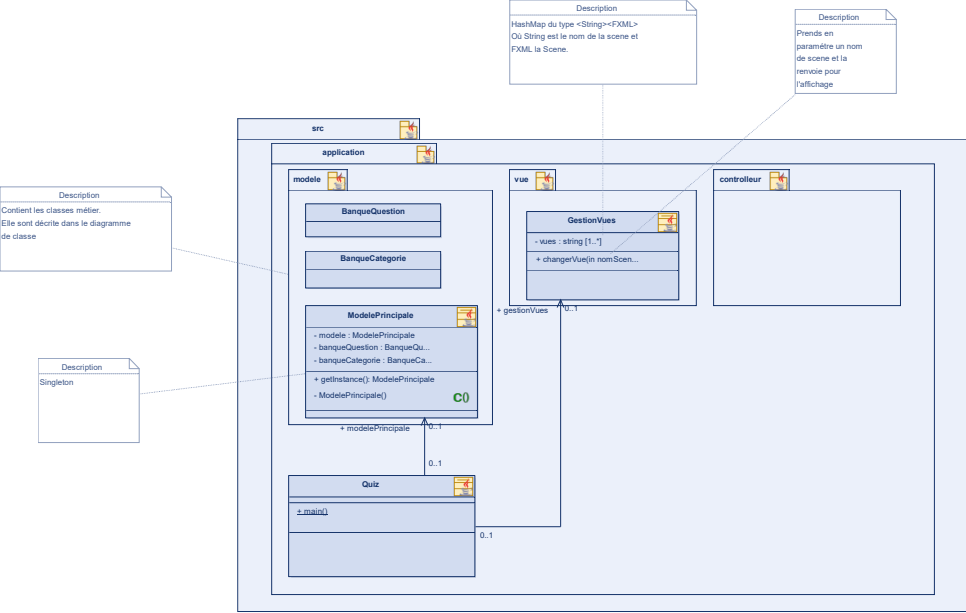 Description
HashMap du type <String><FXML>
Où String est le nom de la scene et
FXML la Scene.
Description
Prends en
paramétre un nom
de scene et la
renvoie pour
l'affichage
src
application
modele
vue
controlleur
Description
Contient les classes métier.
Elle sont décrite dans le diagramme
de classe
BanqueQuestion
BanqueCategorie
GestionVues
- vues : string [1..*]
+ changerVue(in nomScen...
ModelePrincipale
- modele : ModelePrincipale
- banqueQuestion : BanqueQu...
- banqueCategorie : BanqueCa...
+ getInstance(): ModelePrincipale
- ModelePrincipale()
C()
+ gestionVues
0..1
Description
Singleton
+ modelePrincipale
0..1
0..1
Quiz
+ main()
0..1